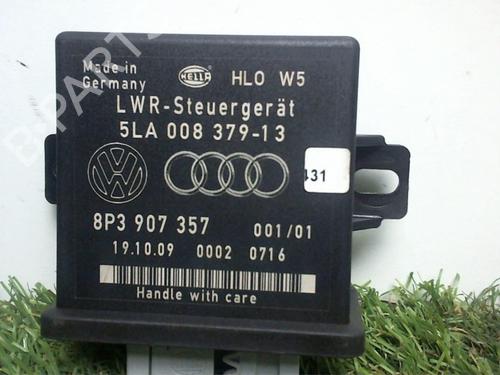 Made in
Germany
HELLA
HLO W5
LWR-Steuergerät
5LA 008 379-13
431
8P3 907 357 001/01
19.10.09 0002 0716
Handle with care
B-PARTS